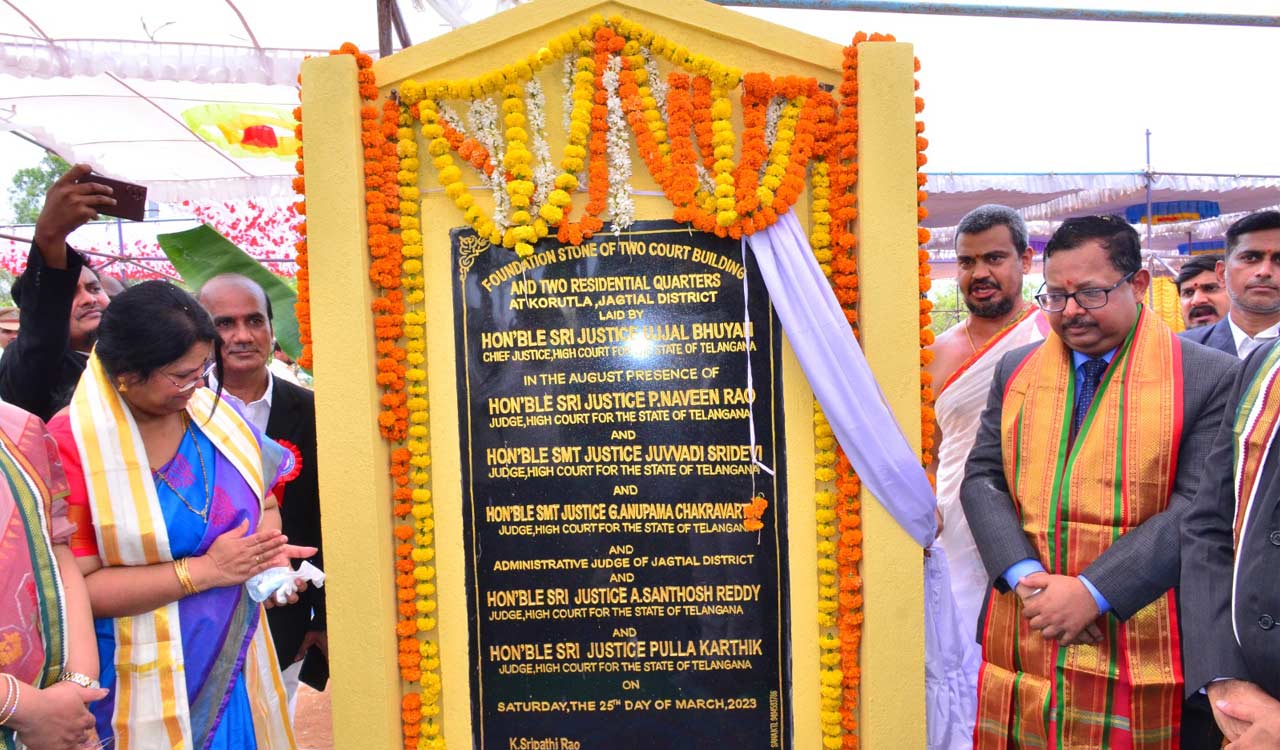 FOUNDATION STONE OF TWO COURT BUILDING
AND TWO RESIDENTIAL QUARTERS
AT KORUTLA,JAGTIAL DISTRICT
LAID BY
HON'BLE SRI JUSTICE UJJAL BHUYAN
CHIEF JUSTICE,HIGH COURT FOR THE STATE OF TELANGANA
IN THE AUGUST PRESENCE OF
HON'BLE SRI JUSTICE P.NAVEEN RAO
JUDGE,HIGH COURT FOR THE STATE OF TELANGANA
AND
HON'BLE SMT JUSTICE JUVVADI SRIDEVI
JUDGE,HIGH COURT FOR THE STATE OF TELANGANA
AND
HON'BLE SMT JUSTICE G.ANUPAMA CHAKRAVART
JUDGE,HIGH COURT FOR THE STATE OF TELANGANA
AND
ADMINISTRATIVE JUDGE OF JAGTIAL DISTRICT
AND
HON'BLE SRI JUSTICE A.SANTHOSH REDDY
JUDGE,HIGH COURT FOR THE STATE OF TELANGANA
AND
HON'BLE SRI JUSTICE PULLA KARTHIK
JUDGE,HIGH COURT FOR THE STATE OF TELANGANA
ON
SATURDAY,THE 25TH DAY OF MARCH,2023
K.Sripathi Rao